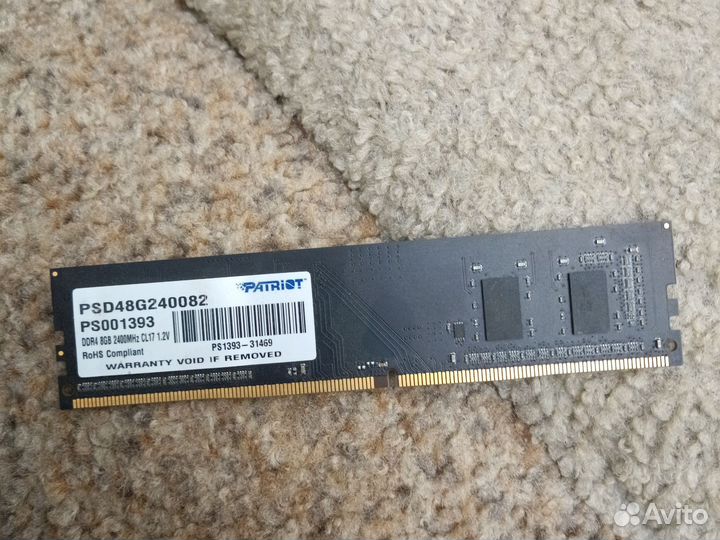 PATRIOT
PSD48G240082
PS001393
DDR4 8GB 2400MHz CL17 1.2V
RoHS Compliant
PS1393-31469
WARRANTY VOID IF REMOVED
Avito